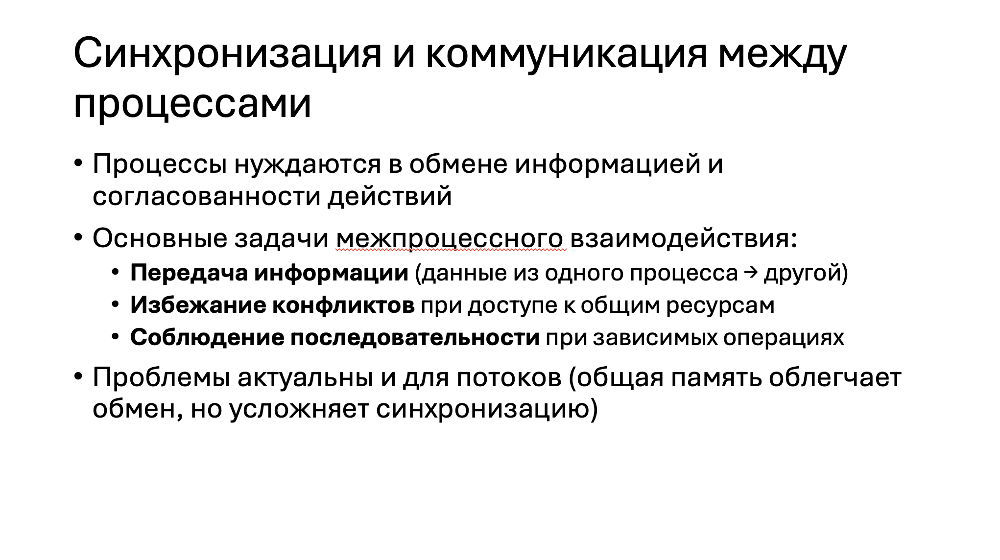 Синхронизация и коммуникация между
процессами
• Процессы нуждаются в обмене информацией и
согласованности действий
• Основные задачи межпроцессного взаимодействия:
• Передача информации (данные из одного процесса → другой)
• Избежание конфликтов при доступе к общим ресурсам
• Соблюдение последовательности при зависимых операциях
• Проблемы актуальны и для потоков (общая память облегчает
обмен, но усложняет синхронизацию)